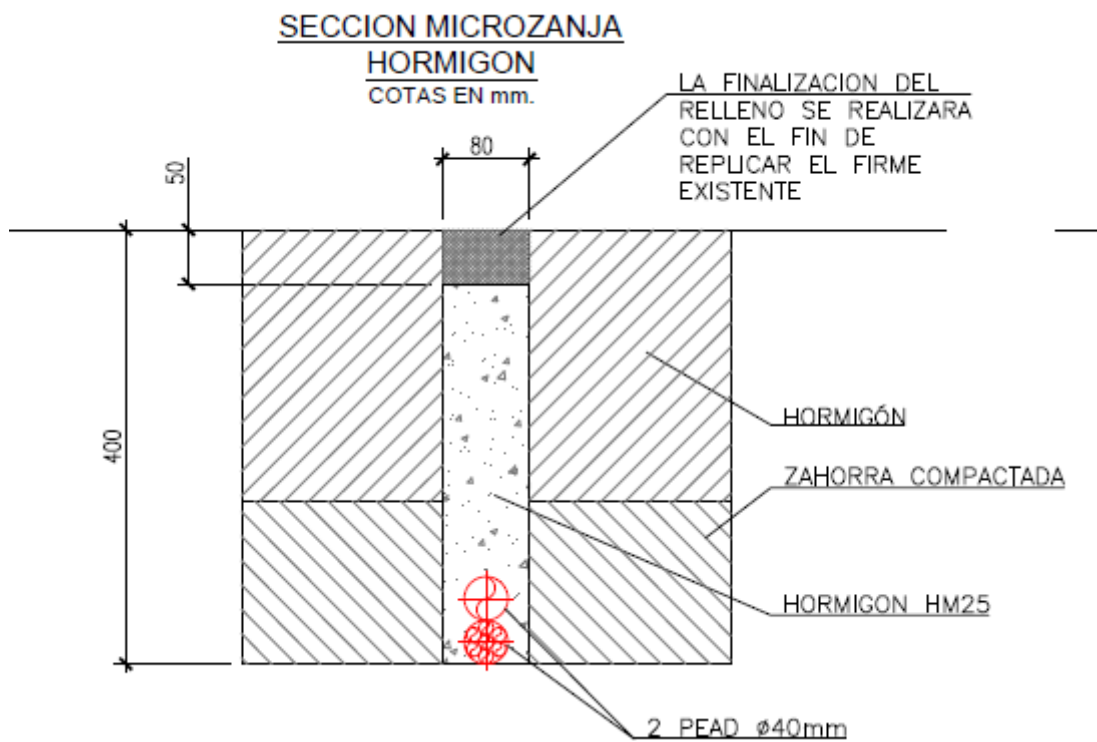 SECCION MICROZANJA
HORMIGON
COTAS EN mm.
LA FINALIZACION DEL
RELLENO SE REALIZARA
CON EL FIN DE
REPLICAR EL FIRME
EXISTENTE
80
50
400
HORMIGÓN
ZAHORRA COMPACTADA
HORMIGON HM25
2 PEAD ø40mm